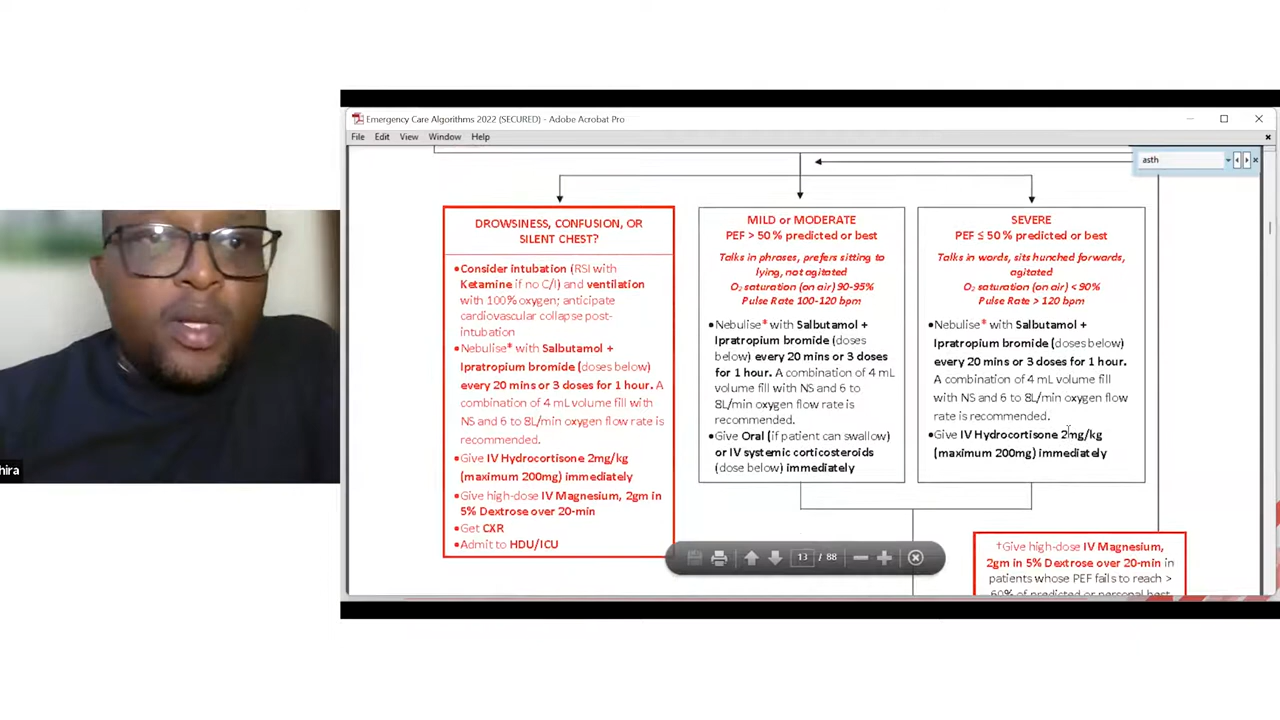 Emergency Care Algorithms 2022 (SECURED) - Adobe Acrobat Pro
File Edit View Window Help
asth
DROWSINESS, CONFUSION, OR
SILENT CHEST?
•Consider intubation (RSI with
Ketamine if no C/I) and ventilation
with 100% oxygen; anticipate
cardiovascular collapse post-
intubation
•Nebulise* with Salbutamol +
Ipratropium bromide (doses below)
every 20 mins or 3 doses for 1 hour. A
combination of 4 mL volume fill with
NS and 6 to 8L/min oxygen flow rate is
recommended.
•Give IV Hydrocortisone 2mg/kg
(maximum 200mg) immediately
•Give high-dose IV Magnesium, 2gm in
5% Dextrose over 20-min
•Get CXR
•Admit to HDU/ICU
MILD or MODERATE
PEF > 50 % predicted or best
Talks in phrases, prefers sitting to
lying, not agitated
O₂ saturation (on air) 90-95%
Pulse Rate 100-120 bpm
•Nebulise* with Salbutamol +
Ipratropium bromide (doses
below) every 20 mins or 3 doses
for 1 hour. A combination of 4 mL
volume fill with NS and 6 to
8L/min oxygen flow rate is
recommended.
•Give Oral (if patient can swallow)
or IV systemic corticosteroids
(dose below) immediately
SEVERE
PEF ≤ 50 % predicted or best
Talks in words, sits hunched forwards,
agitated
O₂ saturation (on air) < 90%
Pulse Rate > 120 bpm
•Nebulise* with Salbutamol +
Ipratropium bromide (doses below)
every 20 mins or 3 doses for 1 hour.
A combination of 4 mL volume fill
with NS and 6 to 8L/min oxygen flow
rate is recommended.
•Give IV Hydrocortisone 2mg/kg
(maximum 200mg) immediately
†Give high-dose IV Magnesium,
2gm in 5% Dextrose over 20-min in
patients whose PEF fails to reach >
60% of predicted or personal best
13 / 88
hira